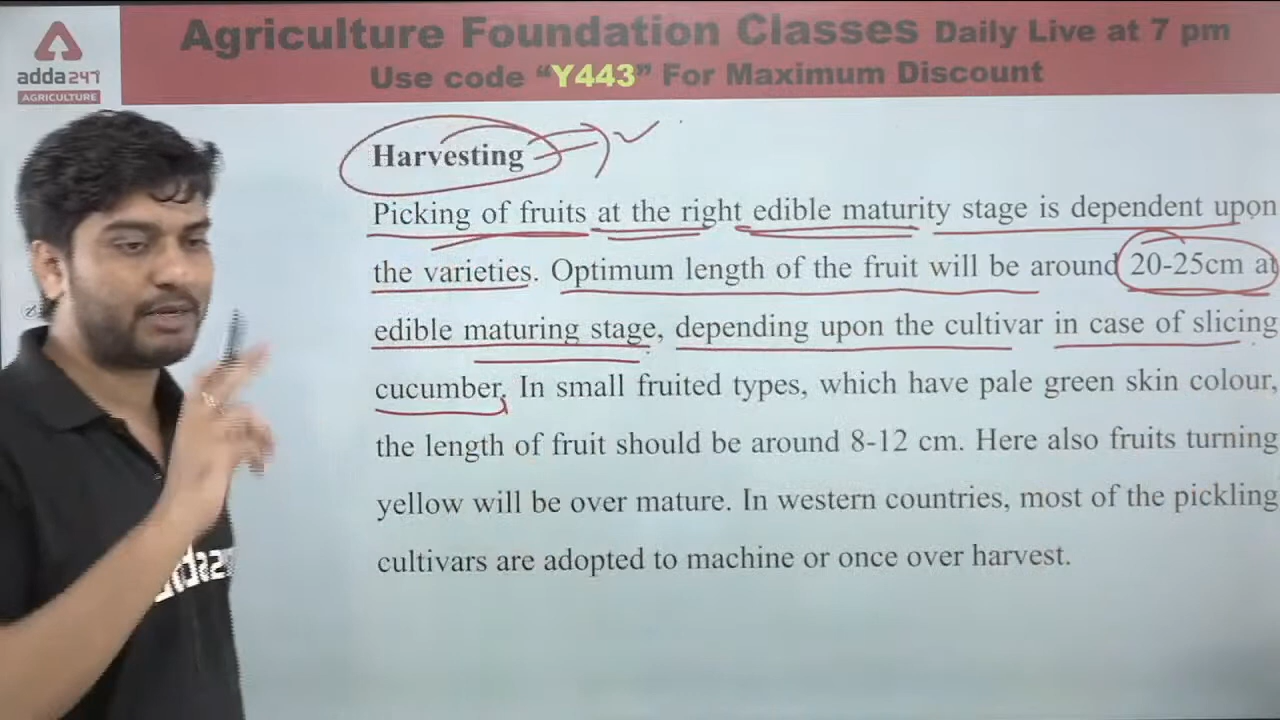 Agriculture Foundation Classes Daily Live at 7 pm
Use code “Y443” For Maximum Discount
adda247
AGRICULTURE
Harvesting
Picking of fruits at the right edible maturity stage is dependent upon
the varieties. Optimum length of the fruit will be around 20-25cm at
edible maturing stage, depending upon the cultivar in case of slicing
cucumber. In small fruited types, which have pale green skin colour,
the length of fruit should be around 8-12 cm. Here also fruits turning
yellow will be over mature. In western countries, most of the pickling
cultivars are adopted to machine or once over harvest.